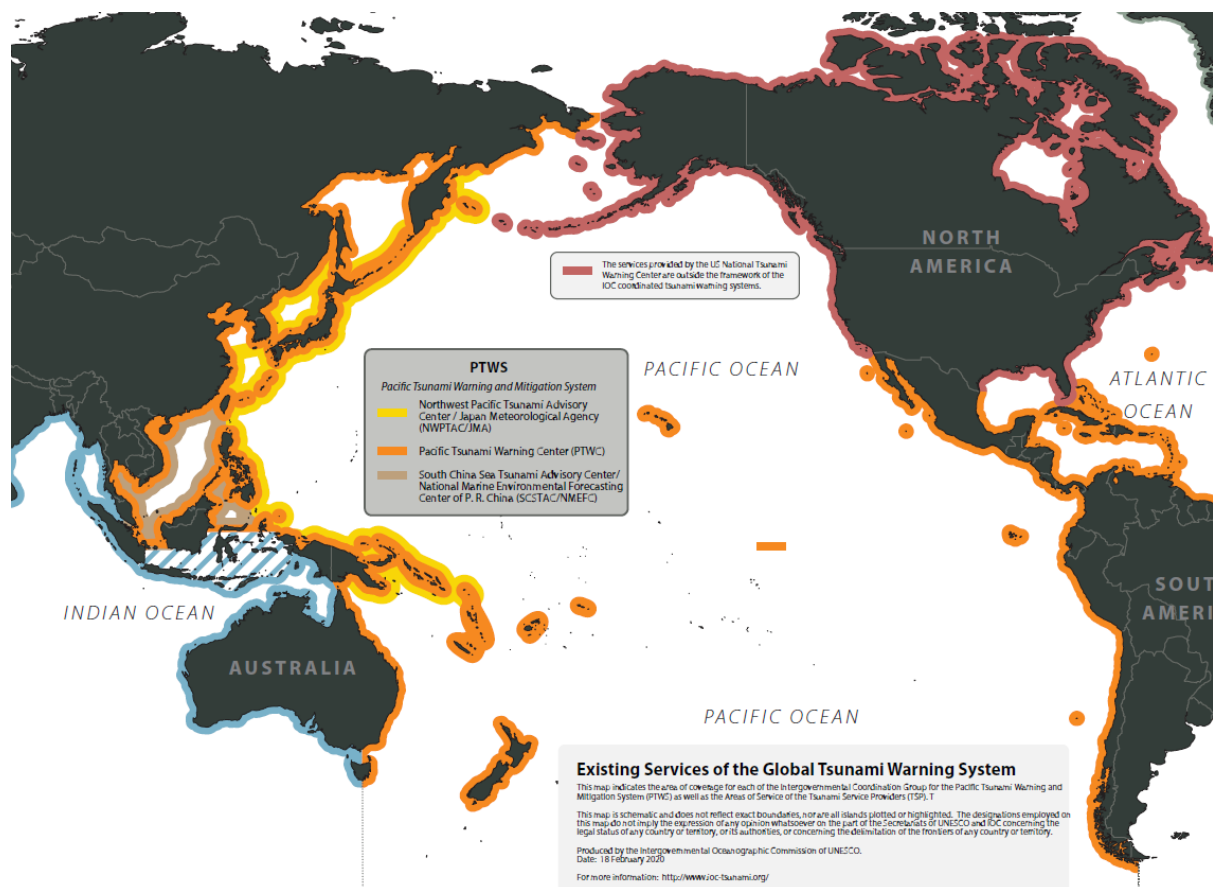 NORTH
AMERICA
The services provided by the US National Tsunami
Warning Center are outside the framework of the
IOC coordinated tsunami warning systems.
PTWS
Pacific Tsunami Warning and Mitigation System
Northwest Pacific Tsunami Advisory
Center / Japan Meteorological Agency
(NWPTAC/JMA)
Pacific Tsunami Warning Center (PTWC)
South China Sea Tsunami Advisory Center/
National Marine Environmental Forecasting
Center of P. R. China (SCSTAC/NMEFC)
PACIFIC OCEAN
ATLANTIC
OCEAN
INDIAN OCEAN
AUSTRALIA
SOUT
AMERI
PACIFIC OCEAN
Existing Services of the Global Tsunami Warning System
This map indicates the area of coverage for each of the Intergovernmental Coordination Group for the Pacific Tsunami Warning and
Mitigation System (PTWS) as well as the Areas of Service of the Tsunami Service Providers (TSP). T
This map is schematic and does not reflect exact boundaries, nor are all islands plotted or highlighted. The designations employed on
this map do not imply the expression of any opinion whatsoever on the part of the Secretariats of UNESCO and IOC concerning the
legal status of any country or territory, or its authorities, or concerning the delimitation of the frontiers of any country or territory.
Produced by the Intergovernmental Oceanographic Commission of UNESCO.
Date: 18 February 2020
For more information: http://www.ioc-tsunami.org/